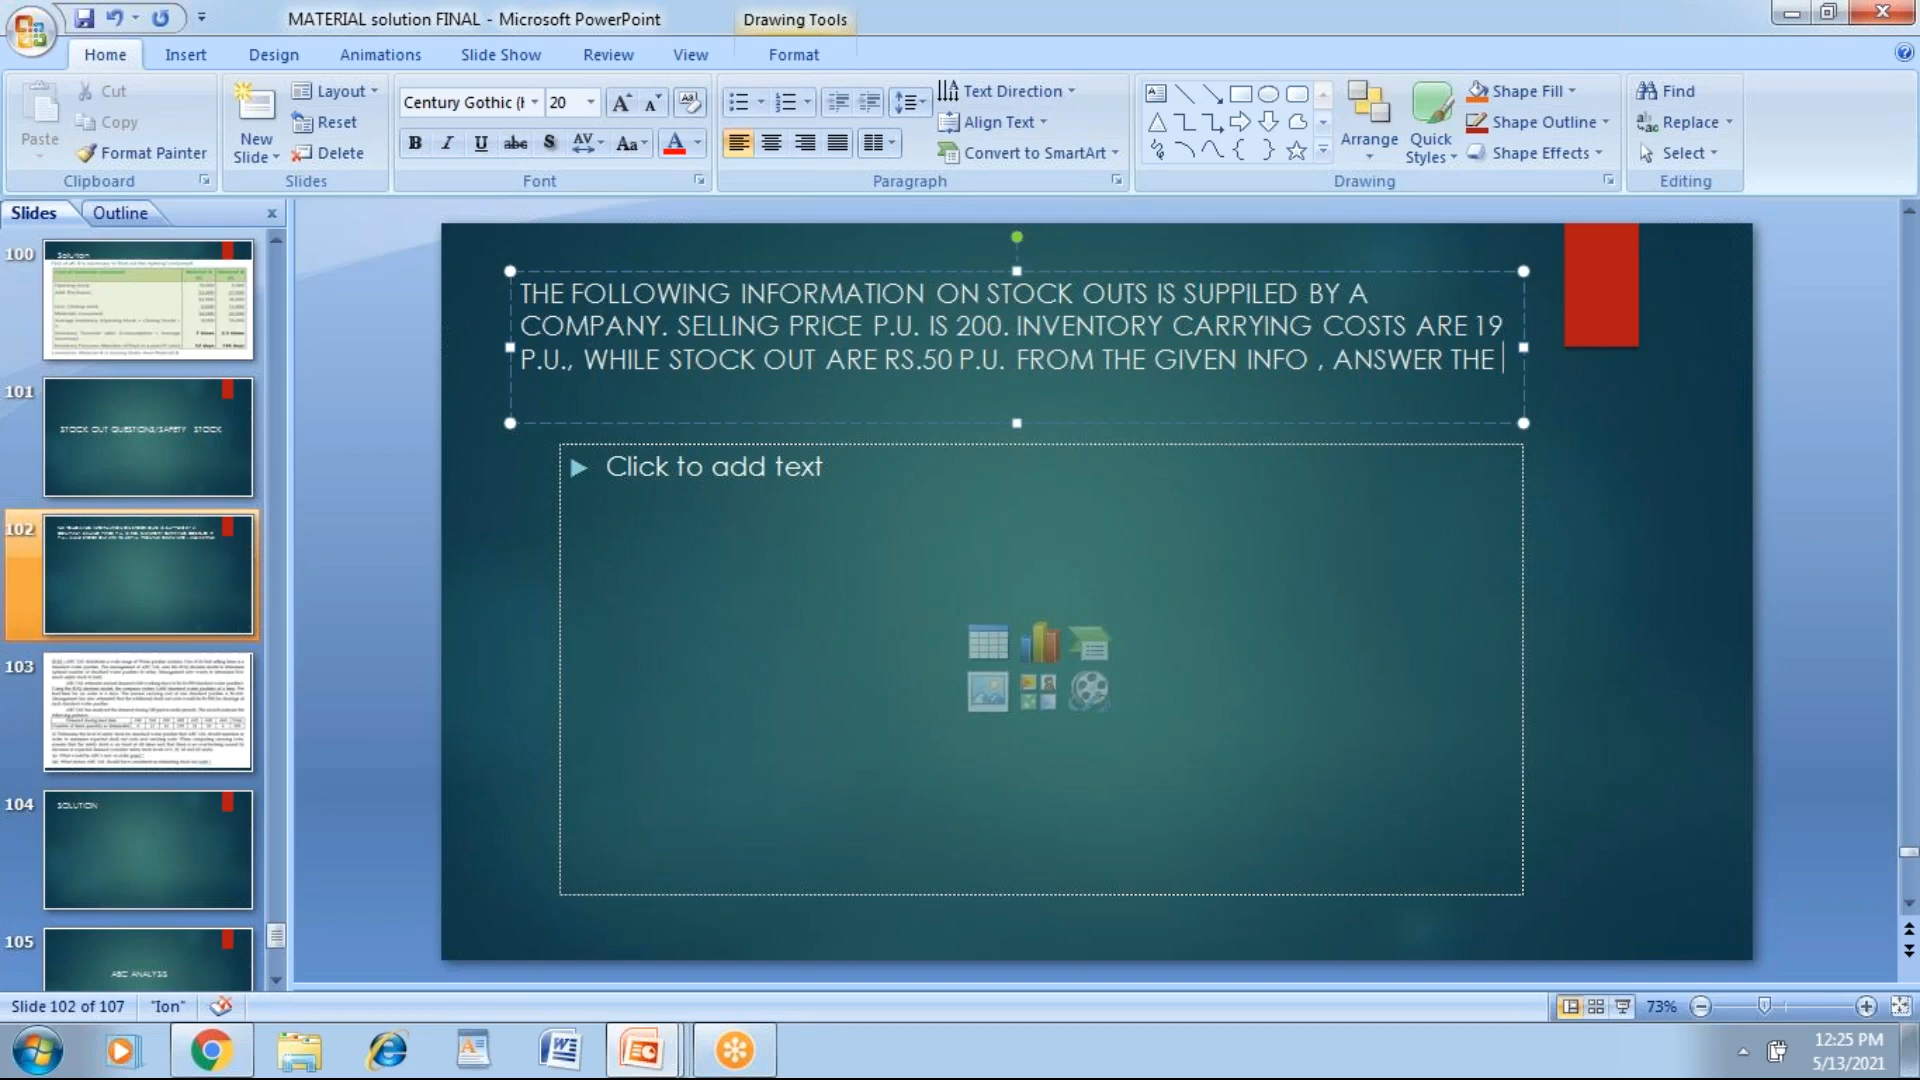 MATERIAL solution FINAL - Microsoft PowerPoint
Drawing Tools
Home
Insert
Design
Animations
Slide Show
Review
View
Format
Paste
Cut
Copy
Format Painter
Clipboard
New
Slide
Layout
Reset
Delete
Slides
Century Gothic (H
20
Font
Paragraph
Text Direction
Align Text
Convert to SmartArt
Arrange
Quick
Styles
Shape Fill
Shape Outline
Shape Effects
Drawing
Find
Replace
Select
Editing
Slides
Outline
100
Solution
101
STOCK OUT QUESTIONS/SAFETY STOCK
102
103
104
SOLUTION
105
ABC ANALYSIS
THE FOLLOWING INFORMATION ON STOCK OUTS IS SUPPILED BY A
COMPANY. SELLING PRICE P.U. IS 200. INVENTORY CARRYING COSTS ARE 19
P.U., WHILE STOCK OUT ARE RS.50 P.U. FROM THE GIVEN INFO , ANSWER THE
Click to add text
Slide 102 of 107
"Ion"
73%
12:25 PM
5/13/2021